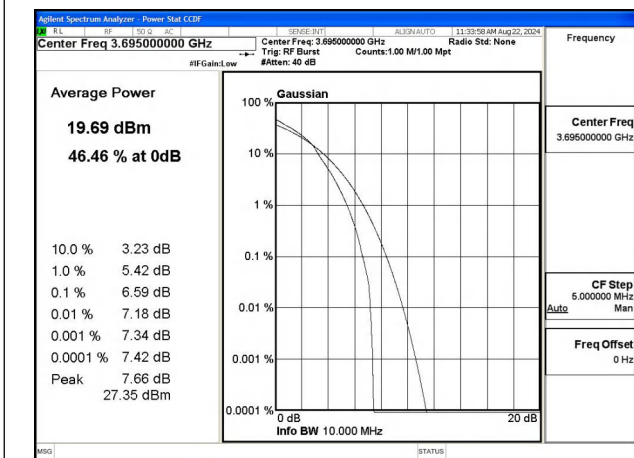 Agilent Spectrum Analyzer - Power Stat CCDF
RL RF 50 Ω AC SENSE:INT ALIGN AUTO 11:33:58 AM Aug 22, 2024
Center Freq 3.695000000 GHz
Center Freq: 3.695000000 GHz Radio Std: None
Trig: RF Burst Counts:1.00 M/1.00 Mpt
#IFGain:Low #Atten: 40 dB
Frequency
Average Power
19.69 dBm
46.46 % at 0dB
10.0 % 3.23 dB
1.0 % 5.42 dB
0.1 % 6.59 dB
0.01 % 7.18 dB
0.001 % 7.34 dB
0.0001 % 7.42 dB
Peak 7.66 dB
27.35 dBm
Gaussian
100 %
10 %
1 %
0.1 %
0.01 %
0.001 %
0.0001 %
0 dB 20 dB
Info BW 10.000 MHz
Center Freq
3.695000000 GHz
CF Step
5.000000 MHz
Auto Man
Freq Offset
0 Hz
MSG STATUS